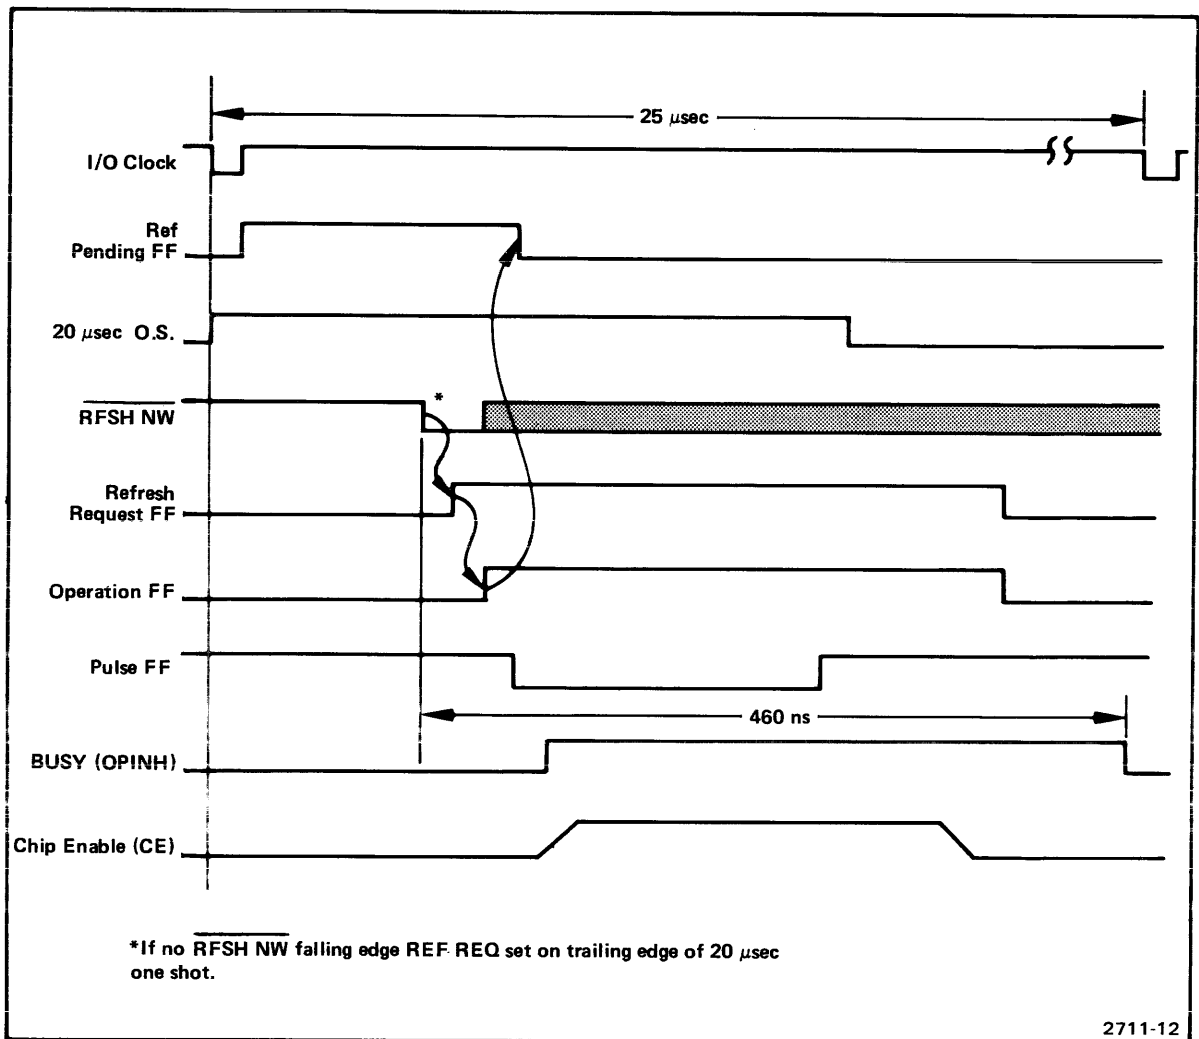 25 μsec
I/O Clock
Ref
Pending FF
20 μsec O.S.
RFSH NW
*
Refresh
Request FF
Operation FF
Pulse FF
460 ns
BUSY (OPINH)
Chip Enable (CE)
*If no RFSH NW falling edge REF REQ set on trailing edge of 20 μsec
one shot.
2711-12